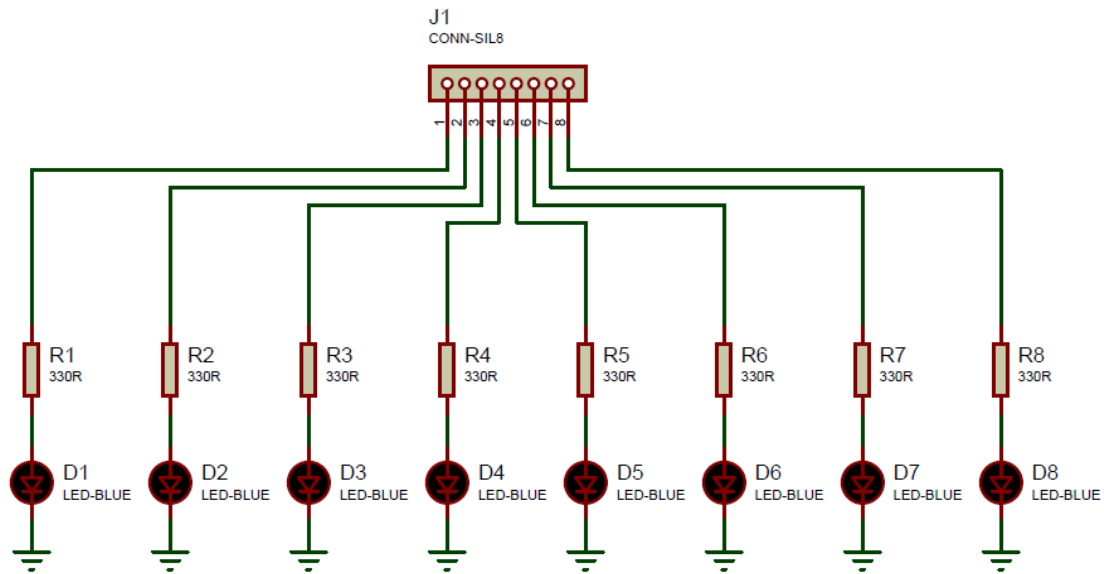 J1
CONN-SIL8
1
2
3
4
5
6
7
8
R1
330R
R2
330R
R3
330R
R4
330R
R5
330R
R6
330R
R7
330R
R8
330R
D1
LED-BLUE
D2
LED-BLUE
D3
LED-BLUE
D4
LED-BLUE
D5
LED-BLUE
D6
LED-BLUE
D7
LED-BLUE
D8
LED-BLUE